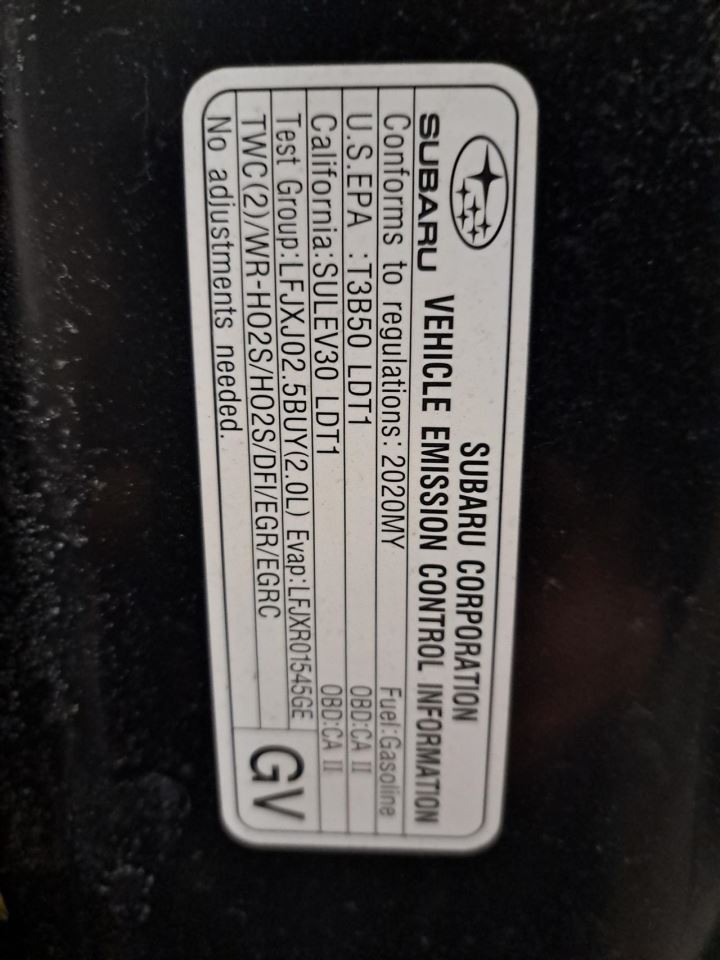 SUBARU CORPORATION
SUBARU VEHICLE EMISSION CONTROL INFORMATION
Conforms to regulations: 2020MY Fuel:Gasoline
U.S.EPA :T3B50 LDT1 OBD:CA II
California:SULEV30 LDT1 OBD:CA II
Test Group:LFJXJ02.5BUY(2.0L) Evap:LFJXR01545GE
TWC(2)/WR-HO2S/HO2S/DFI/EGR/EGRC
No adjustments needed.
GV